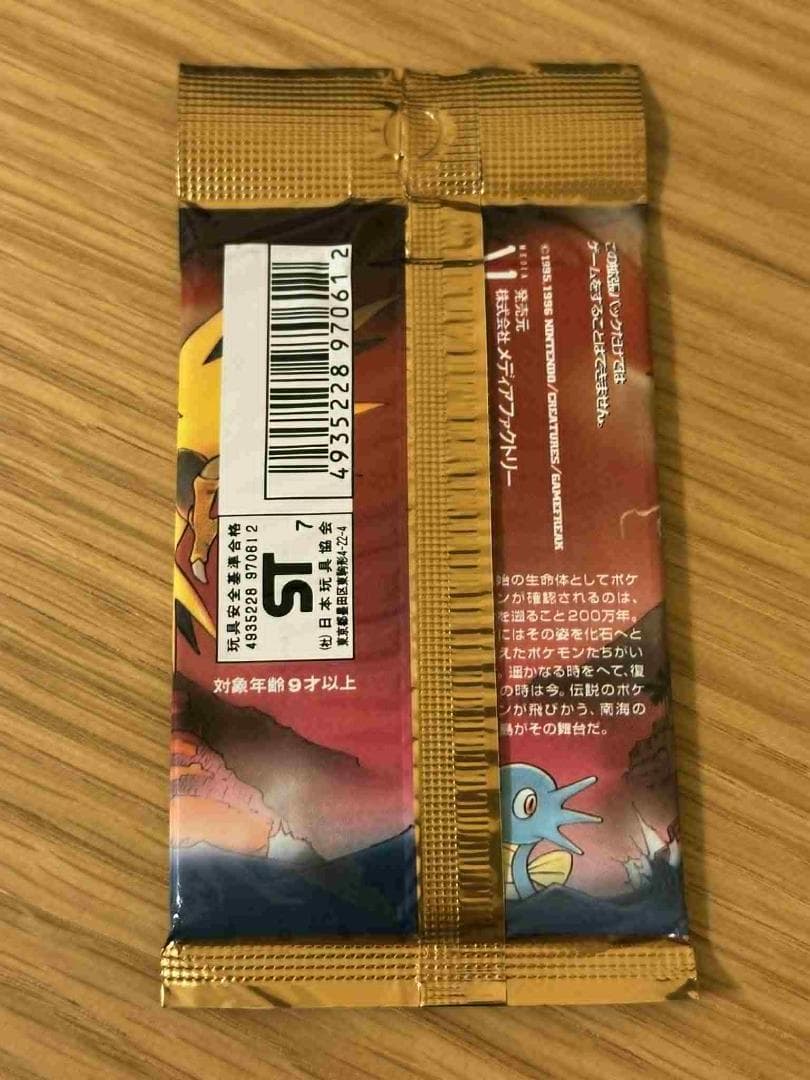 4935228 970612
玩具安全基準合格
4935228 970612
ST
7
(社)日本玩具協会
東京都墨田区東駒形4-22-4
対象年齢9才以上
この拡張パックだけでは
ゲームをすることはできません。
©1995,1996 NINTENDO/CREATURES/GAMEFREAK
MEDIA
発売元
株式会社 メディアファクトリー
始の生命体としてポケ
ンが確認されるのは、
を遡ること200万年。
にはその姿を化石へと
えたポケモンたちがい
。遥かなる時をへて、復
の時は今。伝説のポケ
ンが飛びかう、南海の
島がその舞台だ。